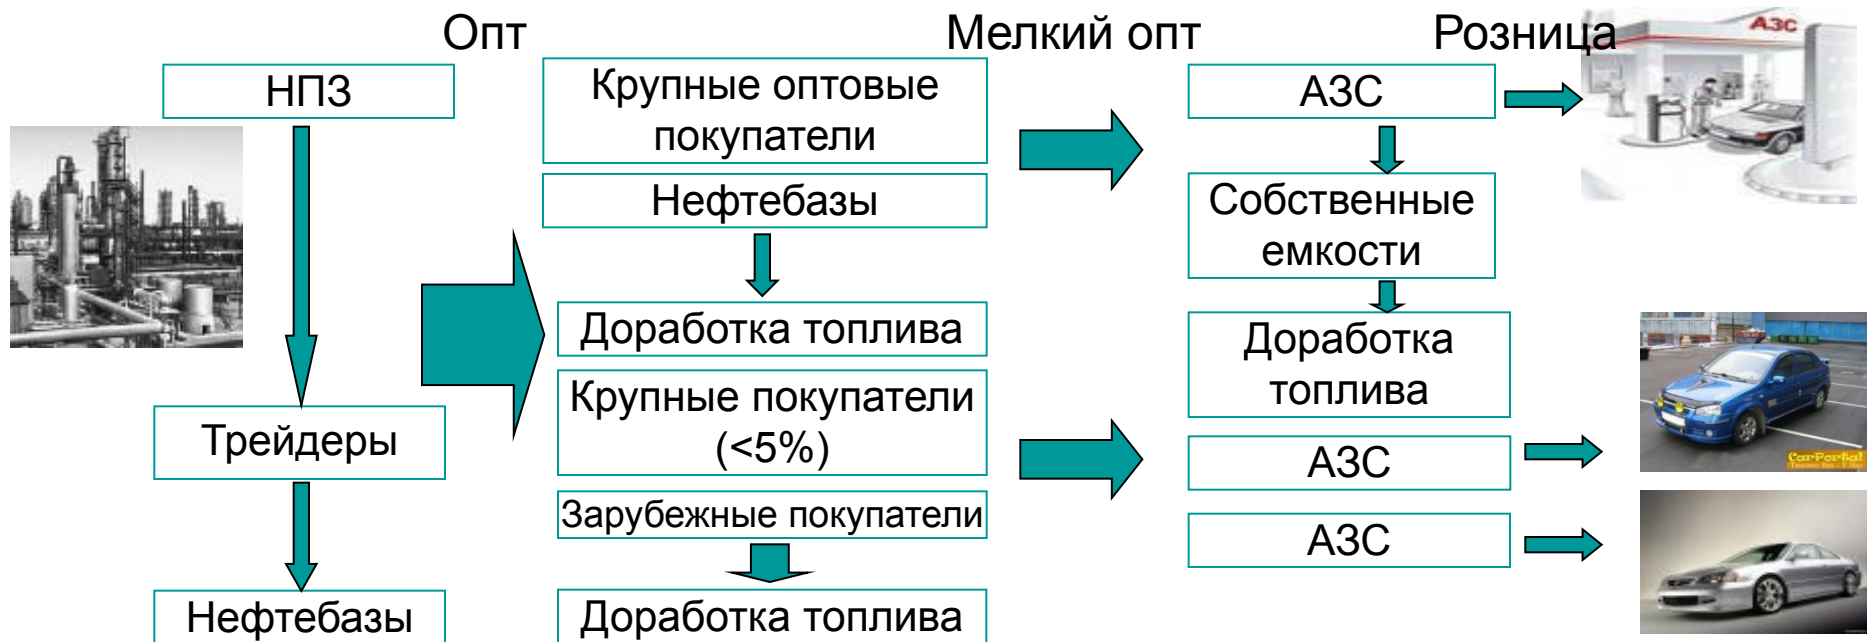 Опт
Мелкий опт
Розница
НПЗ
Трейдеры
Нефтебазы
Крупные оптовые
покупатели
Нефтебазы
Доработка топлива
Крупные покупатели
(<5%)
Зарубежные покупатели
Доработка топлива
АЗС
Собственные
емкости
Доработка
топлива
АЗС
АЗС
АЗС
CarPortal